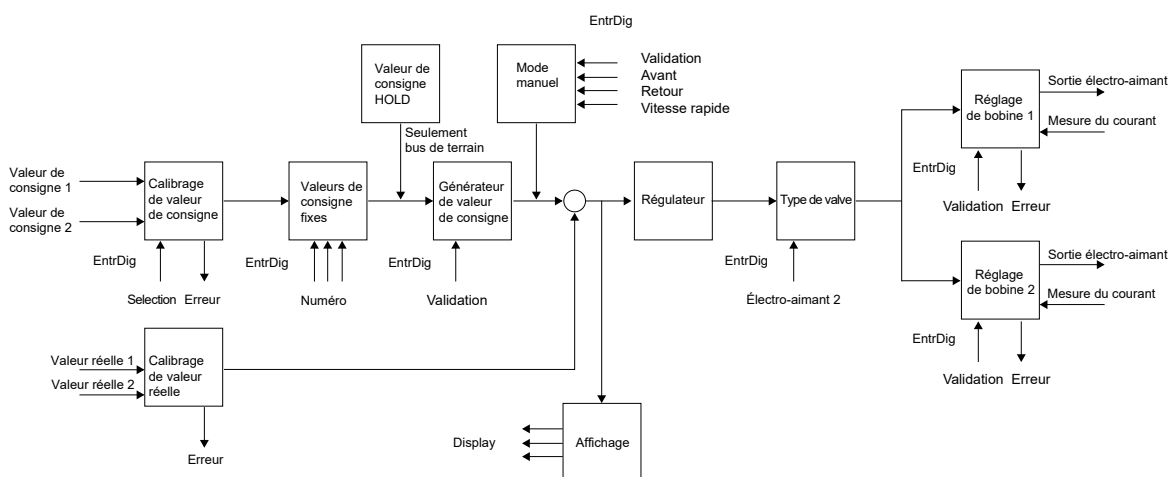 EntrDig
Valeur de
consigne
HOLD
Mode
manuel
Validation
Avant
Retour
Vitesse rapide
Seulement
bus de terrain
Valeur de
consigne 1
Valeur de
consigne 2
Calibrage
de valeur
de consigne
Valeurs de
consigne
fixes
Générateur
de valeur
de consigne
Régulateur
Type de valve
Réglage
de bobine 1
Sortie électro-aimant
Mesure du courant
EntrDig
Validation
Erreur
EntrDig
Selection
Erreur
EntrDig
Numéro
EntrDig
Validation
EntrDig
Électro-aimant 2
Réglage
de bobine 2
Sortie électro-aimant
Mesure du courant
EntrDig
Validation
Erreur
Valeur réelle 1
Valeur réelle 2
Calibrage
de valeur
réelle
Erreur
Display
Affichage